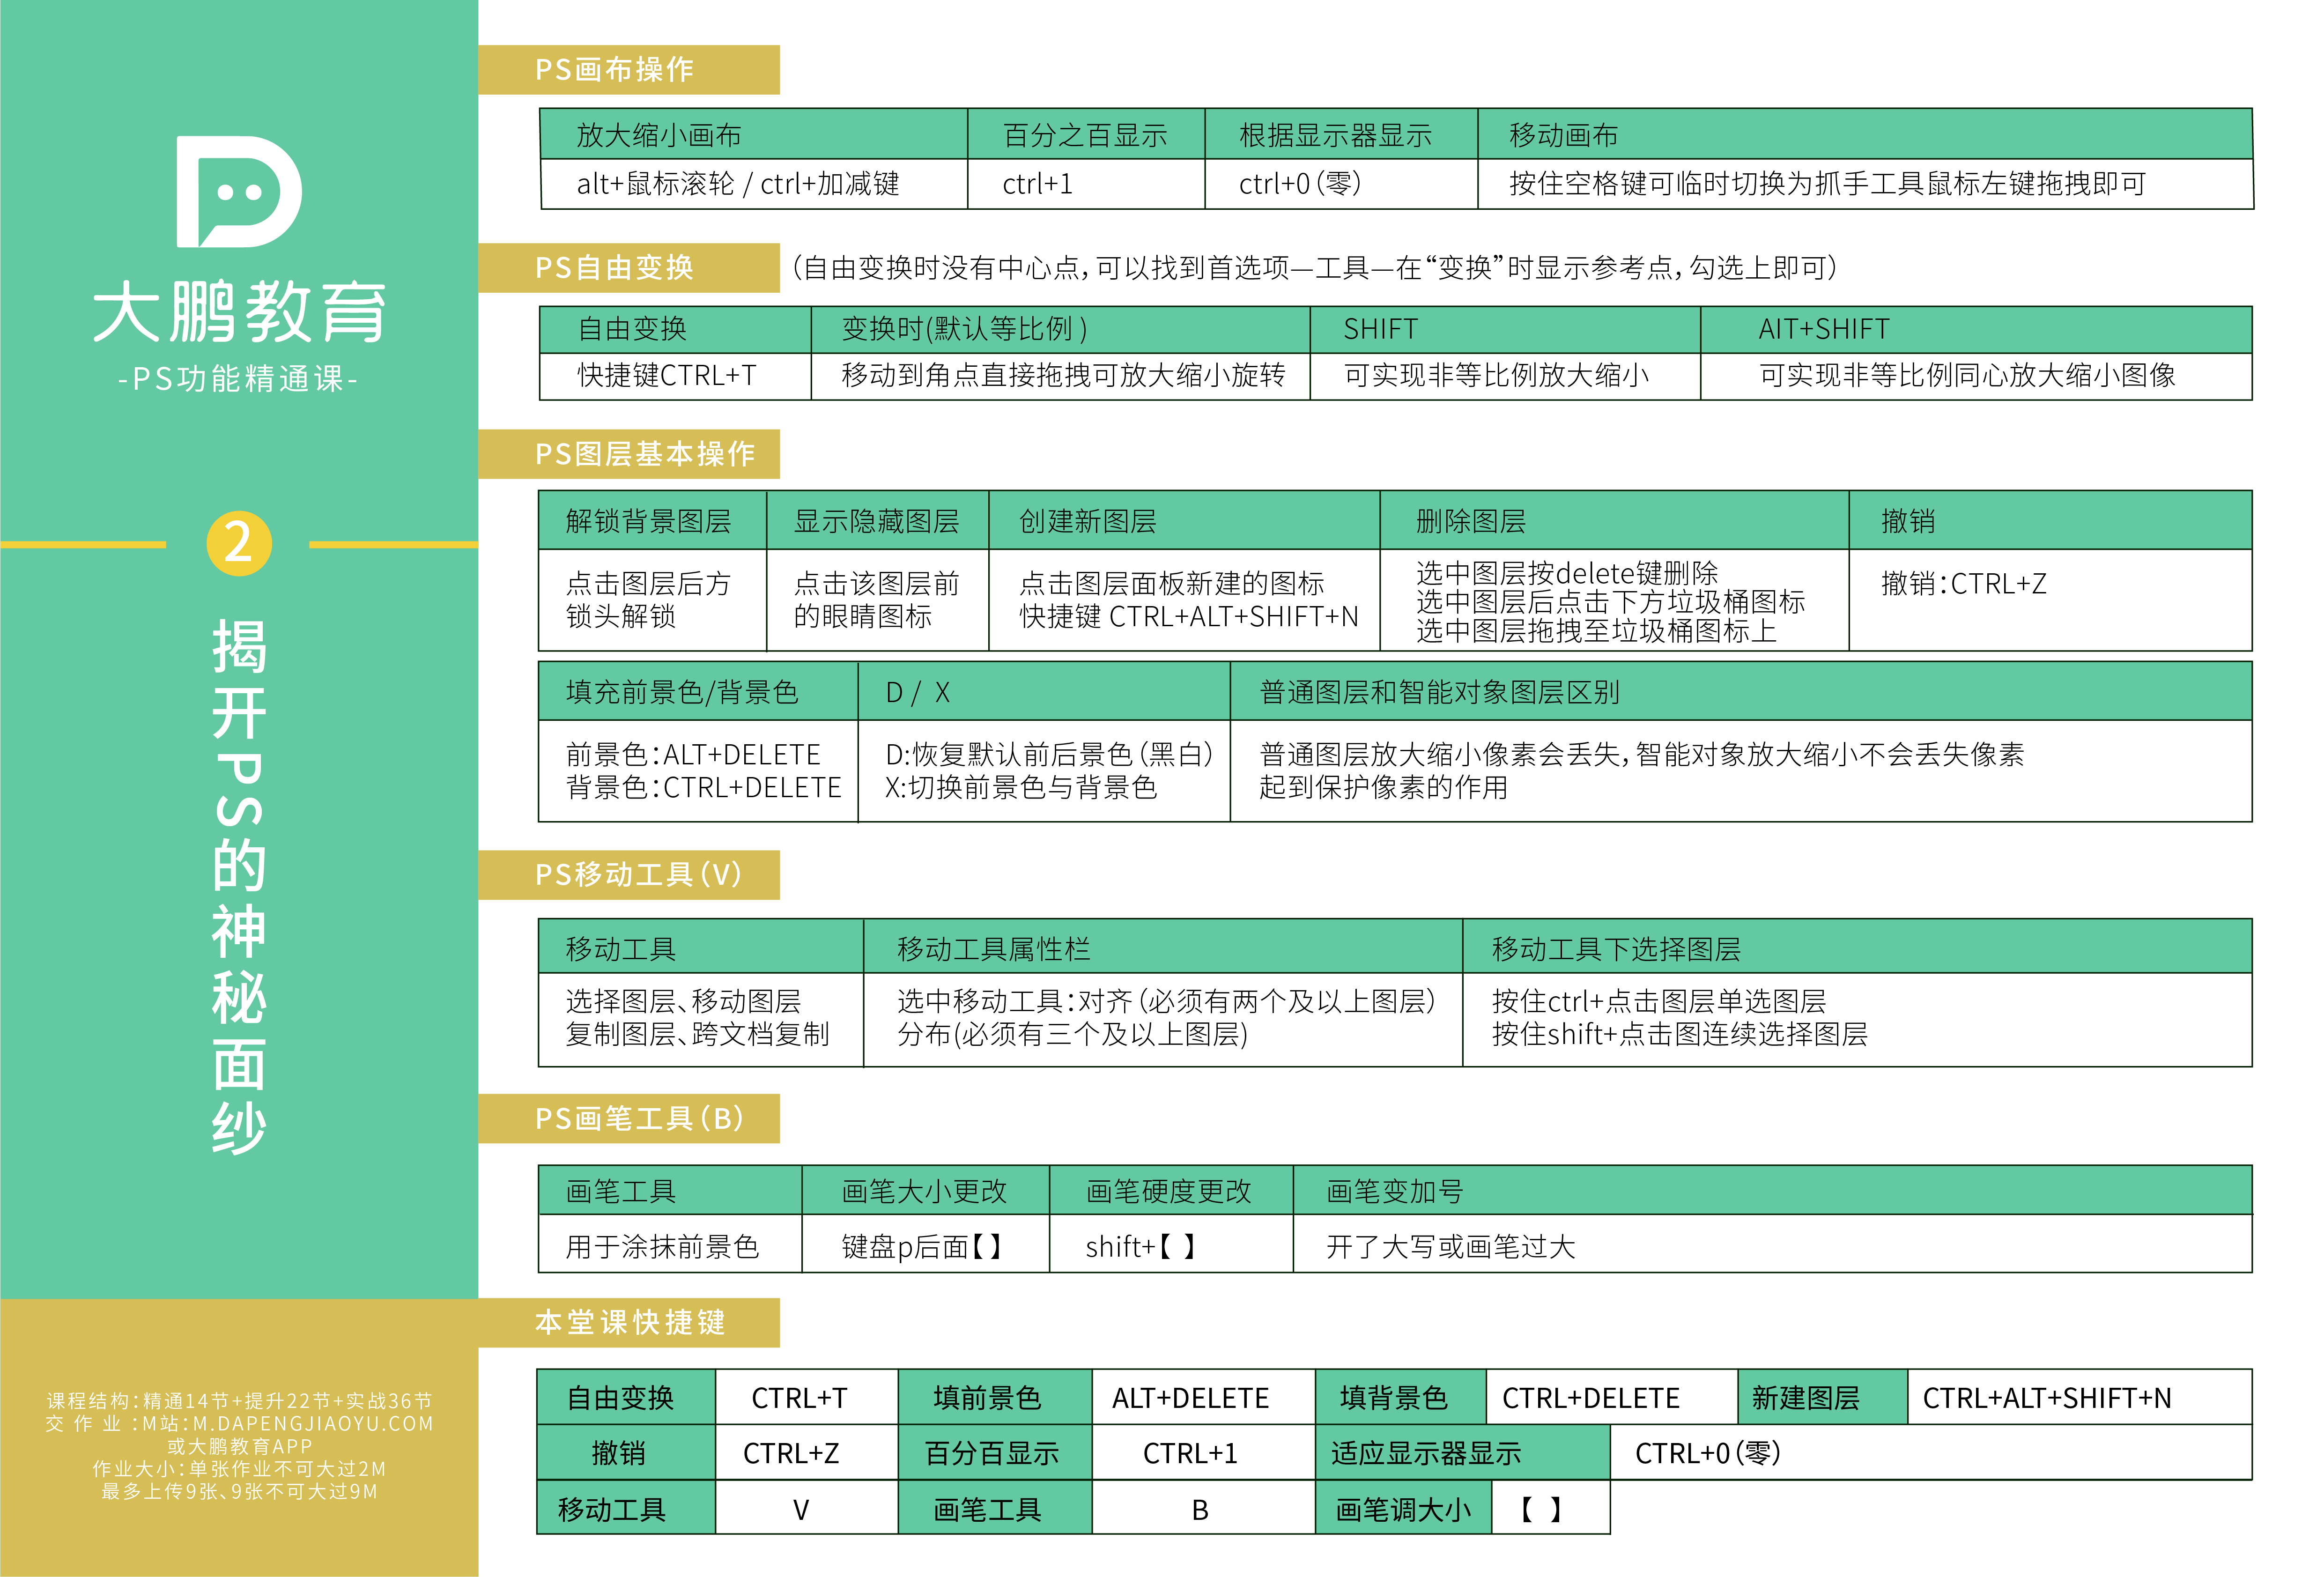 大鹏教育
-PS功能精通课-
2
揭开PS的神秘面纱
课程结构：精通14节+提升22节+实战36节
交 作 业 ：M站：M.DAPENGJIAOYU.COM
或大鹏教育APP
作业大小：单张作业不可大过2M
最多上传9张、9张不可大过9M
PS画布操作
放大缩小画布 百分之百显示 根据显示器显示 移动画布
alt+鼠标滚轮 / ctrl+加减键 ctrl+1 ctrl+0（零） 按住空格键可临时切换为抓手工具鼠标左键拖拽即可
PS自由变换 （自由变换时没有中心点，可以找到首选项—工具—在“变换”时显示参考点，勾选上即可）
自由变换 变换时(默认等比例 ) SHIFT AIT+SHIFT
快捷键CTRL+T 移动到角点直接拖拽可放大缩小旋转 可实现非等比例放大缩小 可实现非等比例同心放大缩小图像
PS图层基本操作
解锁背景图层 显示隐藏图层 创建新图层 删除图层 撤销
点击图层后方
锁头解锁
点击该图层前
的眼睛图标
点击图层面板新建的图标
快捷键 CTRL+ALT+SHIFT+N
选中图层按delete键删除
选中图层后点击下方垃圾桶图标
选中图层拖拽至垃圾桶图标上
撤销：CTRL+Z
填充前景色/背景色 D / X 普通图层和智能对象图层区别
前景色：ALT+DELETE
背景色：CTRL+DELETE
D:恢复默认前后景色（黑白）
X:切换前景色与背景色
普通图层放大缩小像素会丢失，智能对象放大缩小不会丢失像素
起到保护像素的作用
PS移动工具（V）
移动工具 移动工具属性栏 移动工具下选择图层
选择图层、移动图层
复制图层、跨文档复制
选中移动工具：对齐（必须有两个及以上图层）
分布(必须有三个及以上图层)
按住ctrl+点击图层单选图层
按住shift+点击图连续选择图层
PS画笔工具（B）
画笔工具 画笔大小更改 画笔硬度更改 画笔变加号
用于涂抹前景色 键盘p后面【】 shift+【 】 开了大写或画笔过大
本堂课快捷键
自由变换 CTRL+T 填前景色 ALT+DELETE 填背景色 CTRL+DELETE 新建图层 CTRL+ALT+SHIFT+N
撤销 CTRL+Z 百分百显示 CTRL+1 适应显示器显示 CTRL+0（零）
移动工具 V 画笔工具 B 画笔调大小 【 】